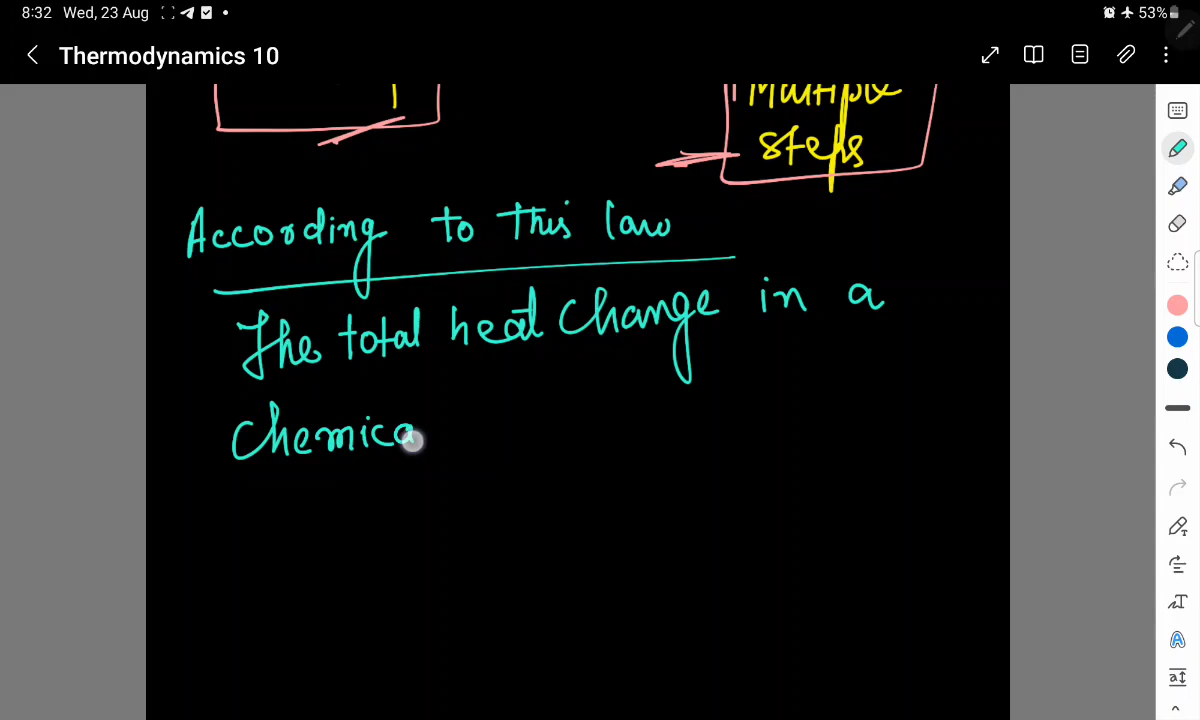 8:32 Wed, 23 Aug
53%
Thermodynamics 10
Multiple
steps
According to this law
The total heat change in a
Chemica